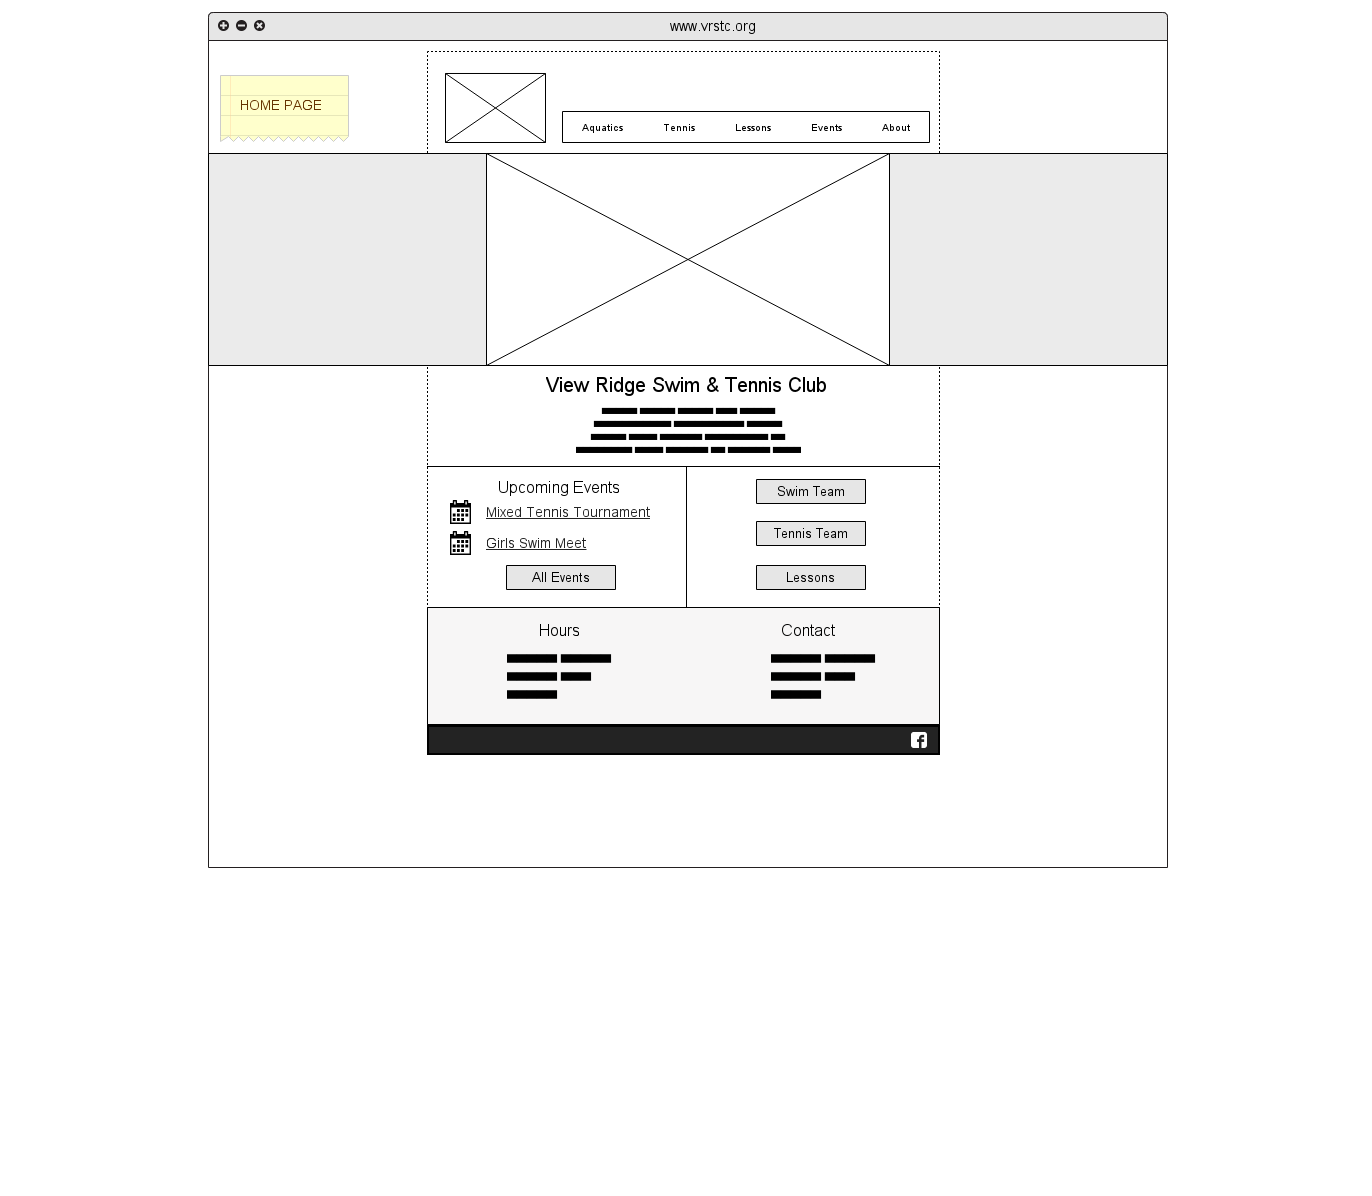 www.vrstc.org
HOME PAGE
Aquatics Tennis Lessons Events About
View Ridge Swim & Tennis Club
Upcoming Events
Mixed Tennis Tournament
Girls Swim Meet
All Events
Swim Team
Tennis Team
Lessons
Hours
Contact